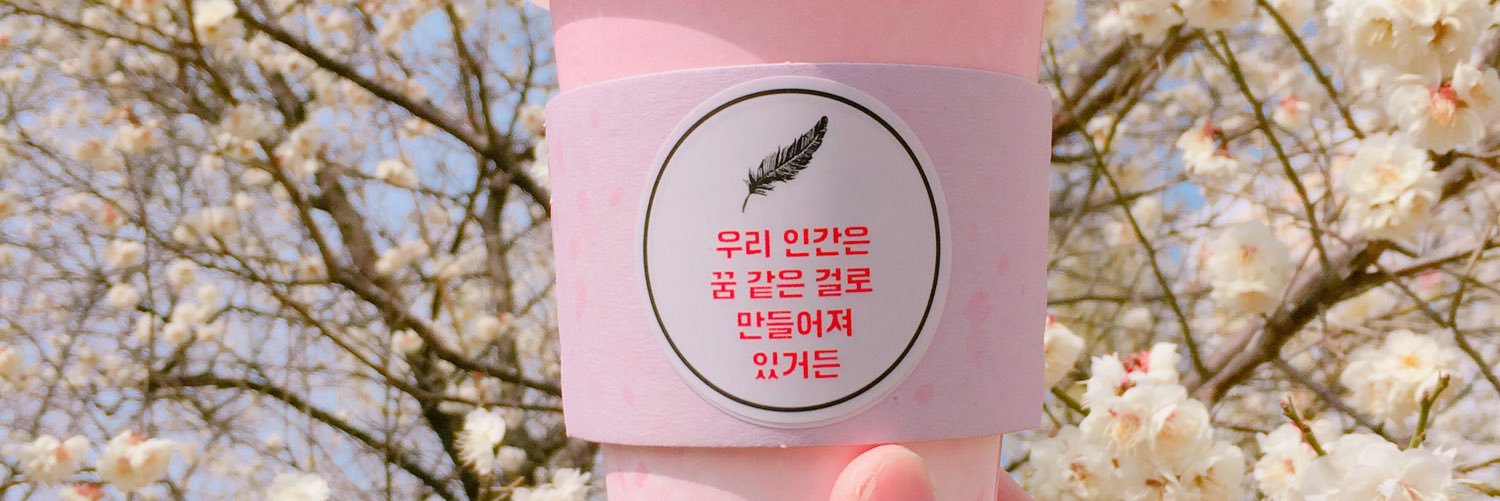 우리 인간은
꿈 같은 걸로
만들어져
있거든